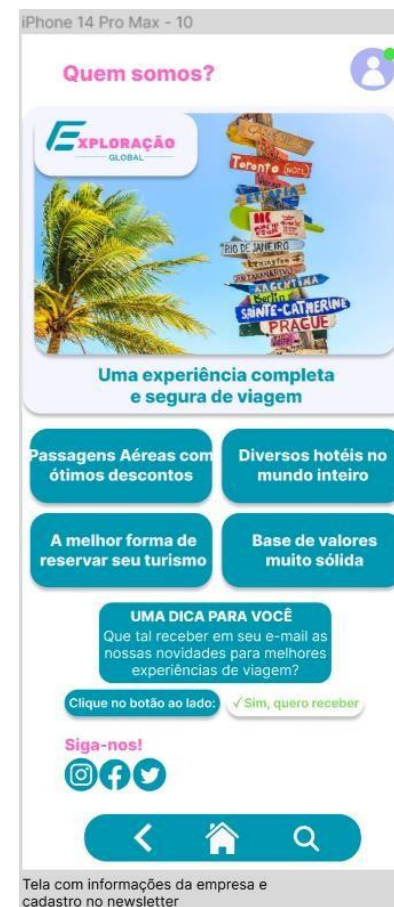 iPhone 14 Pro Max - 10
Quem somos?
EXPLORAÇÃO
GLOBAL
Toronto
RIO DE JANEIRO
Lexington
ARGENTINA
Berlin
SAINTE-CATHERINE
PRAGUE
Uma experiência completa
e segura de viagem
Passagens Aéreas com
ótimos descontos
Diversos hotéis no
mundo inteiro
A melhor forma de
reservar seu turismo
Base de valores
muito sólida
UMA DICA PARA VOCÊ
Que tal receber em seu e-mail as
nossas novidades para melhores
experiências de viagem?
Clique no botão ao lado:
✓Sim, quero receber
Siga-nos!
Tela com informações da empresa e
cadastro no newsletter